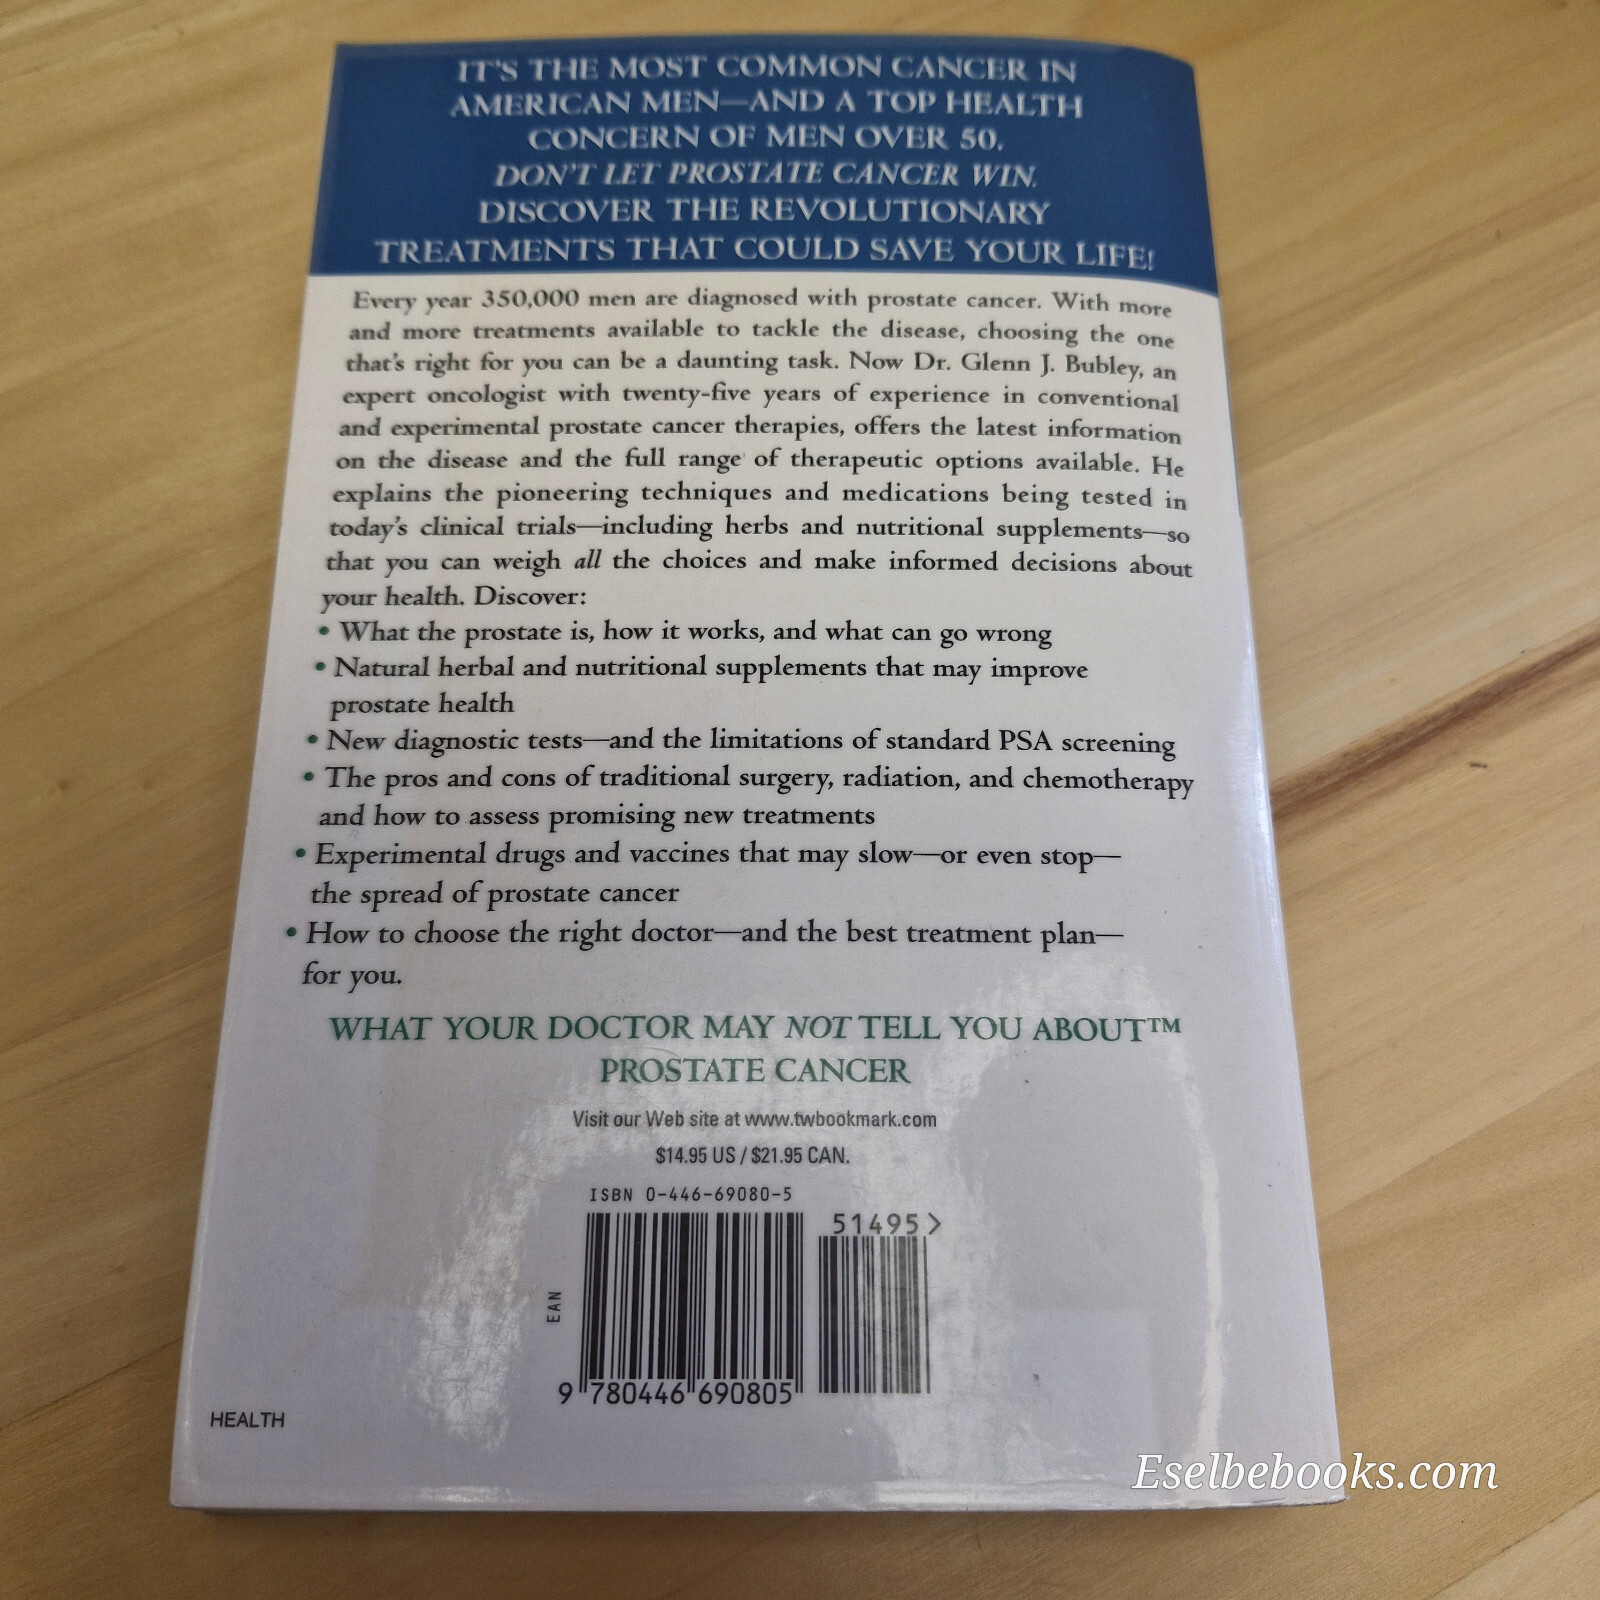 IT'S THE MOST COMMON CANCER IN
AMERICAN MEN—AND A TOP HEALTH
CONCERN OF MEN OVER 50.
DON'T LET PROSTATE CANCER WIN.
DISCOVER THE REVOLUTIONARY
TREATMENTS THAT COULD SAVE YOUR LIFE!
Every year 350,000 men are diagnosed with prostate cancer. With more
and more treatments available to tackle the disease, choosing the one
that's right for you can be a daunting task. Now Dr. Glenn J. Bubley, an
expert oncologist with twenty-five years of experience in conventional
and experimental prostate cancer therapies, offers the latest information
on the disease and the full range of therapeutic options available. He
explains the pioneering techniques and medications being tested in
today's clinical trials—including herbs and nutritional supplements—so
that you can weigh all the choices and make informed decisions about
your health. Discover:
• What the prostate is, how it works, and what can go wrong
• Natural herbal and nutritional supplements that may improve
prostate health
• New diagnostic tests—and the limitations of standard PSA screening
• The pros and cons of traditional surgery, radiation, and chemotherapy
and how to assess promising new treatments
• Experimental drugs and vaccines that may slow—or even stop—
the spread of prostate cancer
• How to choose the right doctor—and the best treatment plan—
for you.
WHAT YOUR DOCTOR MAY NOT TELL YOU ABOUT™
PROSTATE CANCER
Visit our Web site at www.twbookmark.com
$14.95 US / $21.95 CAN.
ISBN 0-446-69080-5
51495>
EAN
9 780446 690805
HEALTH
Eselbebooks.com